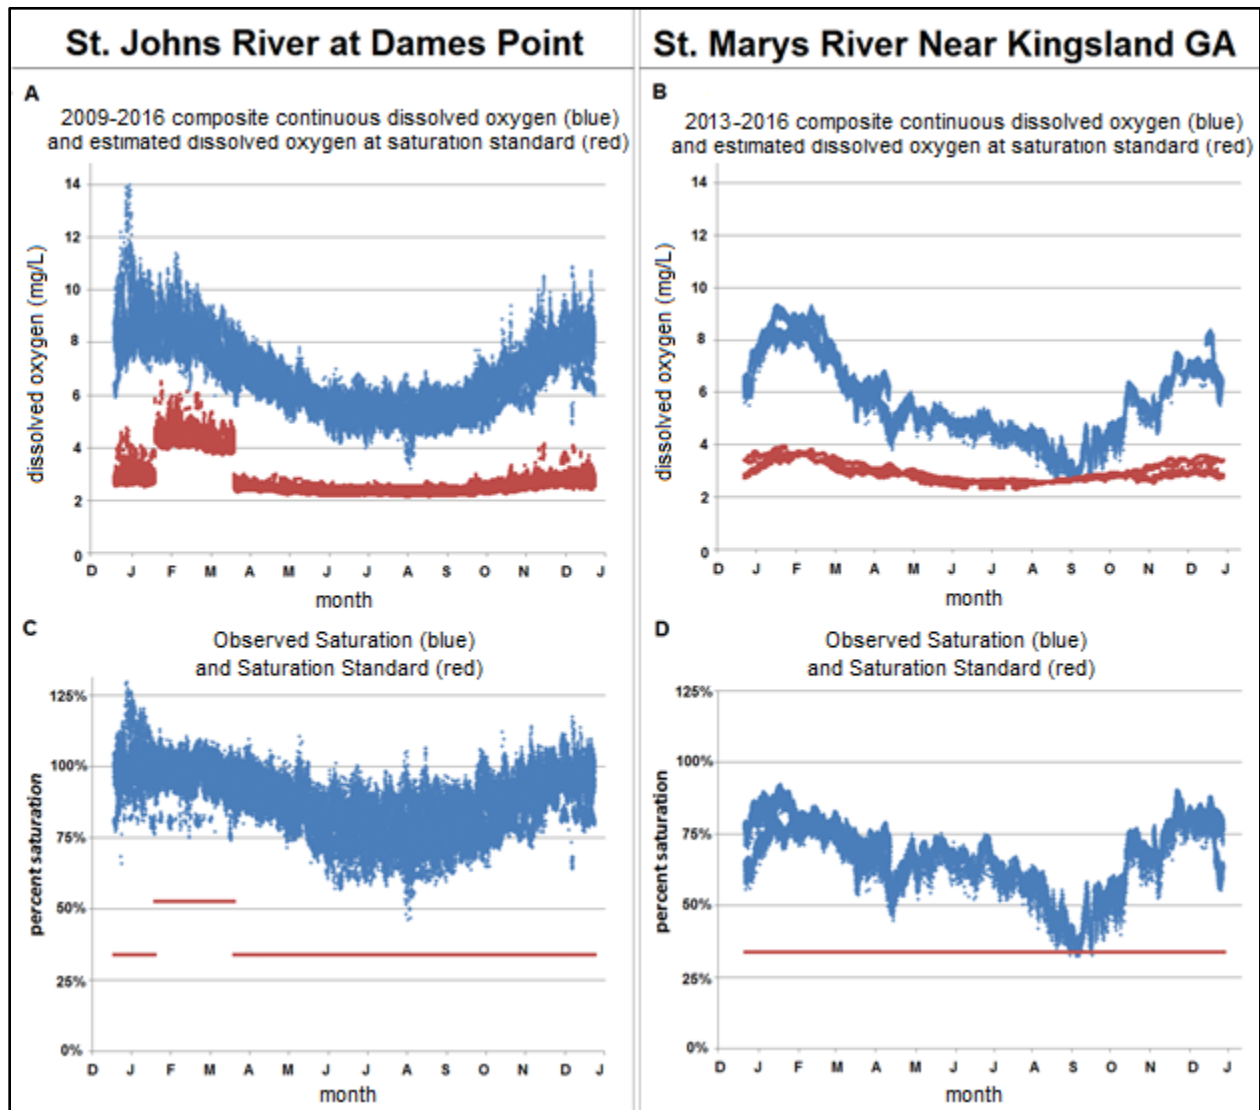 St. Johns River at Dames Point
St. Marys River Near Kingsland GA
A
2009-2016 composite continuous dissolved oxygen (blue)
and estimated dissolved oxygen at saturation standard (red)
dissolved oxygen (mg/L)
14
12
10
8
6
4
2
0
D J F M A M J J A S O N D J
month
B
2013-2016 composite continuous dissolved oxygen (blue)
and estimated dissolved oxygen at saturation standard (red)
dissolved oxygen (mg/L)
14
12
10
8
6
4
2
0
D J F M A M J J A S O N D J
month
C
Observed Saturation (blue)
and Saturation Standard (red)
percent saturation
125%
100%
75%
50%
25%
0%
D J F M A M J J A S O N D J
month
D
Observed Saturation (blue)
and Saturation Standard (red)
percent saturation
125%
100%
75%
50%
25%
0%
D J F M A M J J A S O N D J
month